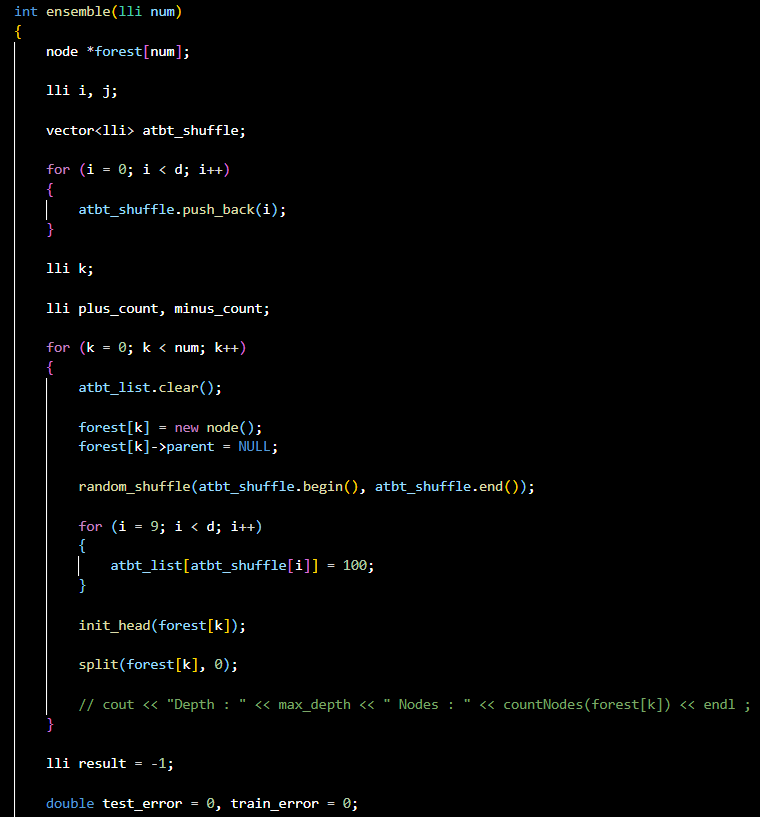 int ensemble(lli num)
{
    node *forest[num];

    lli i, j;

    vector<lli> atbt_shuffle;

    for (i = 0; i < d; i++)
    {
        atbt_shuffle.push_back(i);
    }

    lli k;

    lli plus_count, minus_count;

    for (k = 0; k < num; k++)
    {
        atbt_list.clear();

        forest[k] = new node();
        forest[k]->parent = NULL;

        random_shuffle(atbt_shuffle.begin(), atbt_shuffle.end());

        for (i = 9; i < d; i++)
        {
            atbt_list[atbt_shuffle[i]] = 100;
        }

        init_head(forest[k]);

        split(forest[k], 0);

        // cout << "Depth : " << max_depth << " Nodes : " << countNodes(forest[k]) << endl ;
    }

    lli result = -1;

    double test_error = 0, train_error = 0;